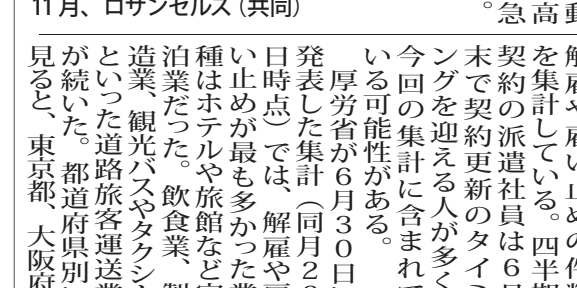 動
高
。急
11月、ロサンゼルス(共同)
解雇や雇い止めの件数
を集計している。四半期
契約の派遣社員は6月
末で契約更新のタイミ
ングを迎える人が多く
今回の集計に含まれて
いる可能性がある。
厚労省が6月30日に
発表した集計(同月2
日時点)では、解雇や雇
い止めが最も多かった業
種はホテルや旅館など宿
泊業だった。飲食業、製
造業、観光バスやタクシー
といった道路旅客運送業
が続いた。都道府県別に
見ると、東京都、大阪府